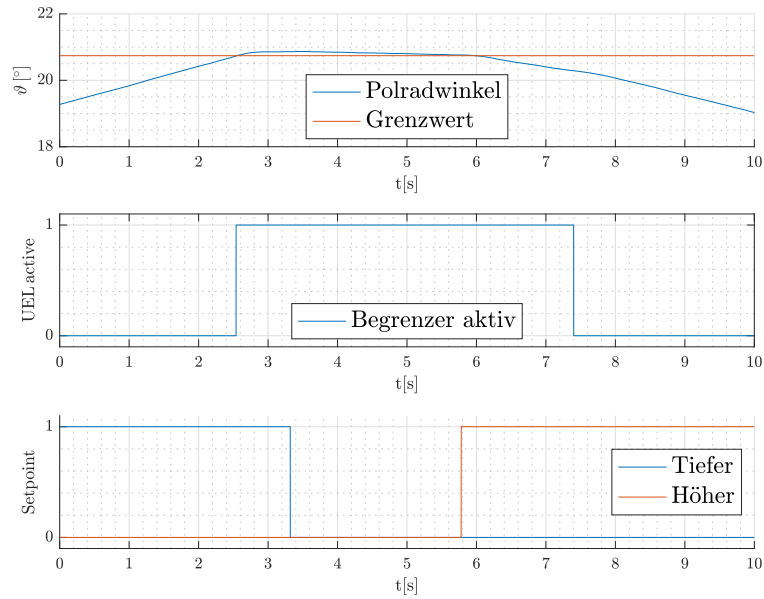 22
20
18
ϑ [°]
Polradwinkel
Grenzwert
0 1 2 3 4 5 6 7 8 9 10
t[s]
1
0
UEL active
Begrenzer aktiv
0 1 2 3 4 5 6 7 8 9 10
t[s]
1
0
Setpoint
Tiefer
Höher
0 1 2 3 4 5 6 7 8 9 10
t[s]